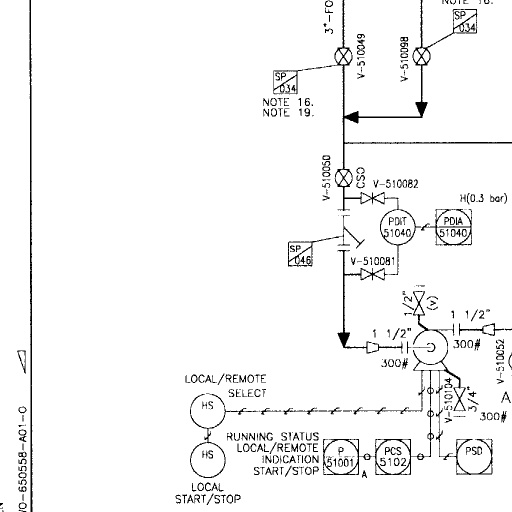 NOTE 16.
SP
034
3"-FO
V-510049
V-510098
SP
034
NOTE 16.
NOTE 19.
V-510050
CSO
V-510082
H(0.3 bar)
PDIT
51040
PDIA
51040
SP
046
V-510081
1/2"
(V)
1 1/2"
1 1/2"
300#
300#
V-510052
LOCAL/REMOTE
SELECT
HS
V-510104
3/4"
300#
A
RUNNING STATUS
LOCAL/REMOTE
INDICATION
START/STOP
HS
P
51001
A
PCS
5102
PSD
LOCAL
START/STOP
O-650558-A01-0